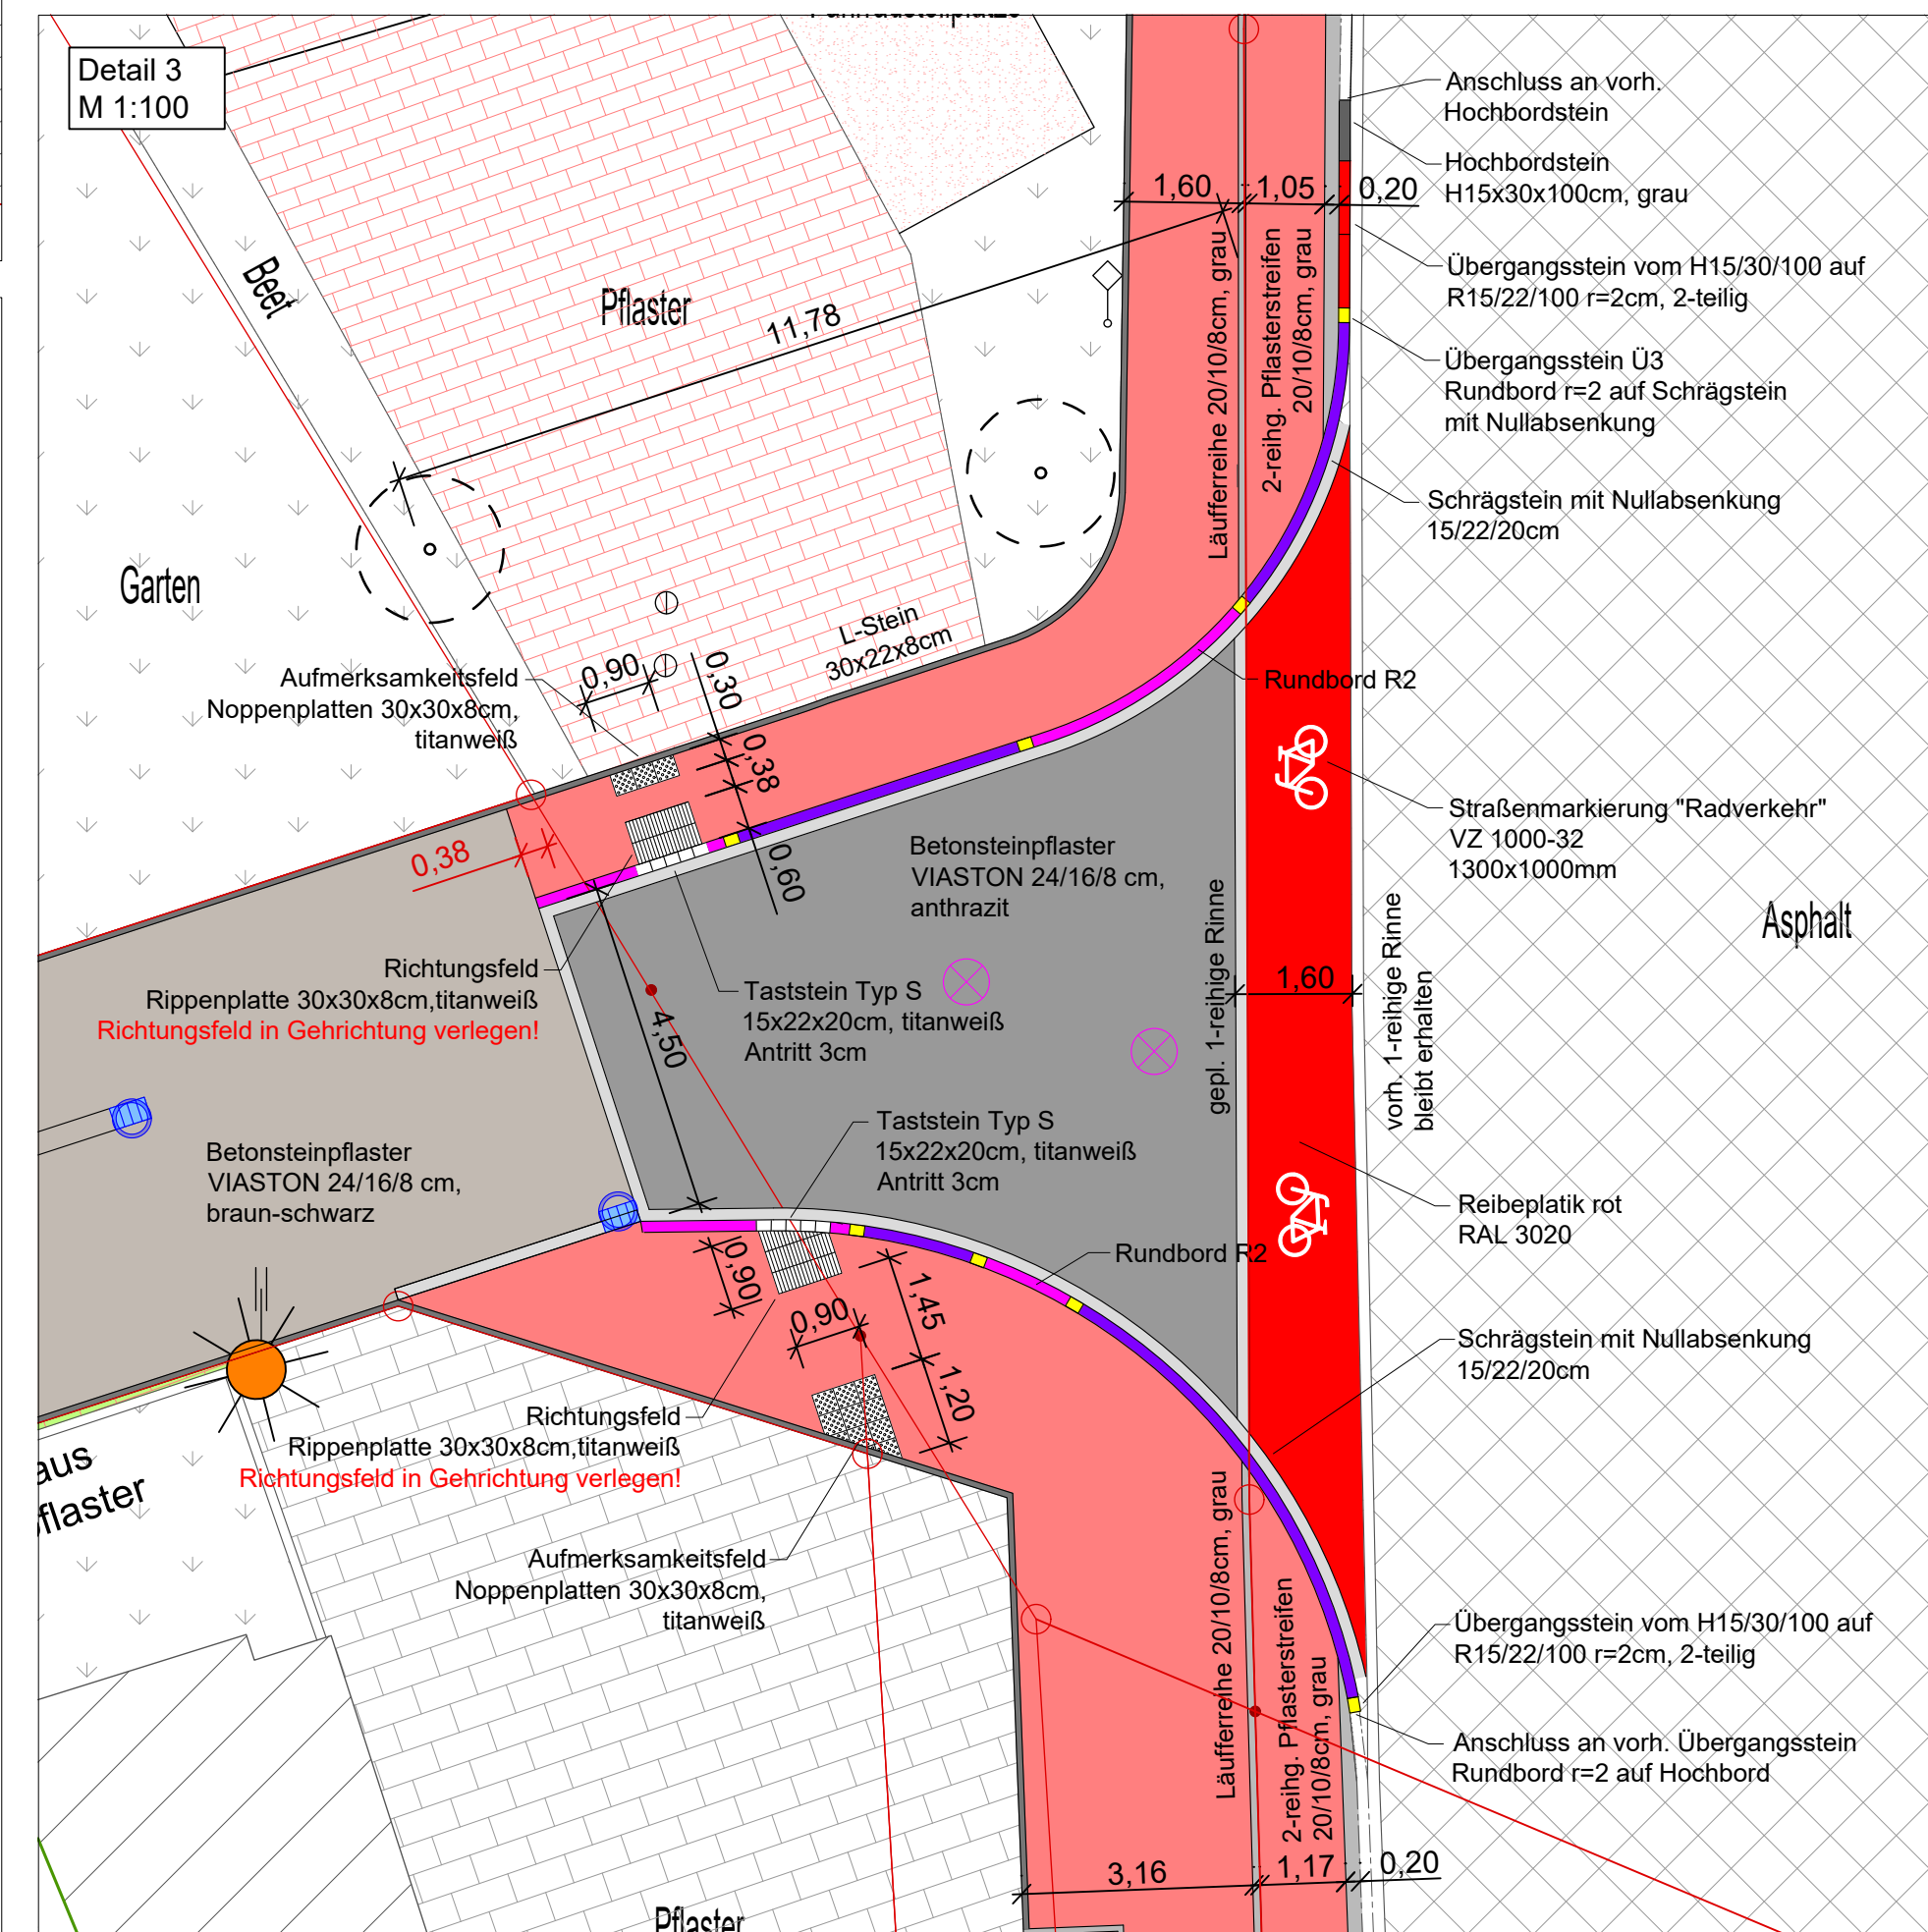 Fahrradstellplätze
Detail 3
M 1:100
Anschluss an vorh.
Hochbordstein
Hochbordstein
H15x30x100cm, grau
1,60
1,05
0,20
Übergangsstein vom H15/30/100 auf
R15/22/100 r=2cm, 2-teilig
Beet
Pflaster
11,78
Läufferreihe 20/10/8cm, grau
2-reihg. Pflasterstreifen
20/10/8cm, grau
Übergangsstein Ü3
Rundbord r=2 auf Schrägstein
mit Nullabsenkung
Schrägstein mit Nullabsenkung
15/22/20cm
Garten
L-Stein
30x22x8cm
Aufmerksamkeitsfeld
Noppenplatten 30x30x8cm,
titanweiß
0,90
0,30
0,38
0,60
Rundbord R2
0,38
Straßenmarkierung "Radverkehr"
VZ 1000-32
1300x1000mm
Betonsteinpflaster
VIASTON 24/16/8 cm,
anthrazit
gepl. 1-reihige Rinne
vorh. 1-reihige Rinne
bleibt erhalten
Asphalt
Richtungsfeld
Rippenplatte 30x30x8cm,titanweiß
Richtungsfeld in Gehrichtung verlegen!
Taststein Typ S
15x22x20cm, titanweiß
Antritt 3cm
1,60
4,50
Taststein Typ S
15x22x20cm, titanweiß
Antritt 3cm
Betonsteinpflaster
VIASTON 24/16/8 cm,
braun-schwarz
Reibeplatik rot
RAL 3020
Rundbord R2
0,90
0,90
1,45
1,20
Schrägstein mit Nullabsenkung
15/22/20cm
Richtungsfeld
Rippenplatte 30x30x8cm,titanweiß
Richtungsfeld in Gehrichtung verlegen!
aus
flaster
Aufmerksamkeitsfeld
Noppenplatten 30x30x8cm,
titanweiß
Läufferreihe 20/10/8cm, grau
2-reihg. Pflasterstreifen
20/10/8cm, grau
Übergangsstein vom H15/30/100 auf
R15/22/100 r=2cm, 2-teilig
Anschluss an vorh. Übergangsstein
Rundbord r=2 auf Hochbord
3,16
1,17
0,20
Pflaster